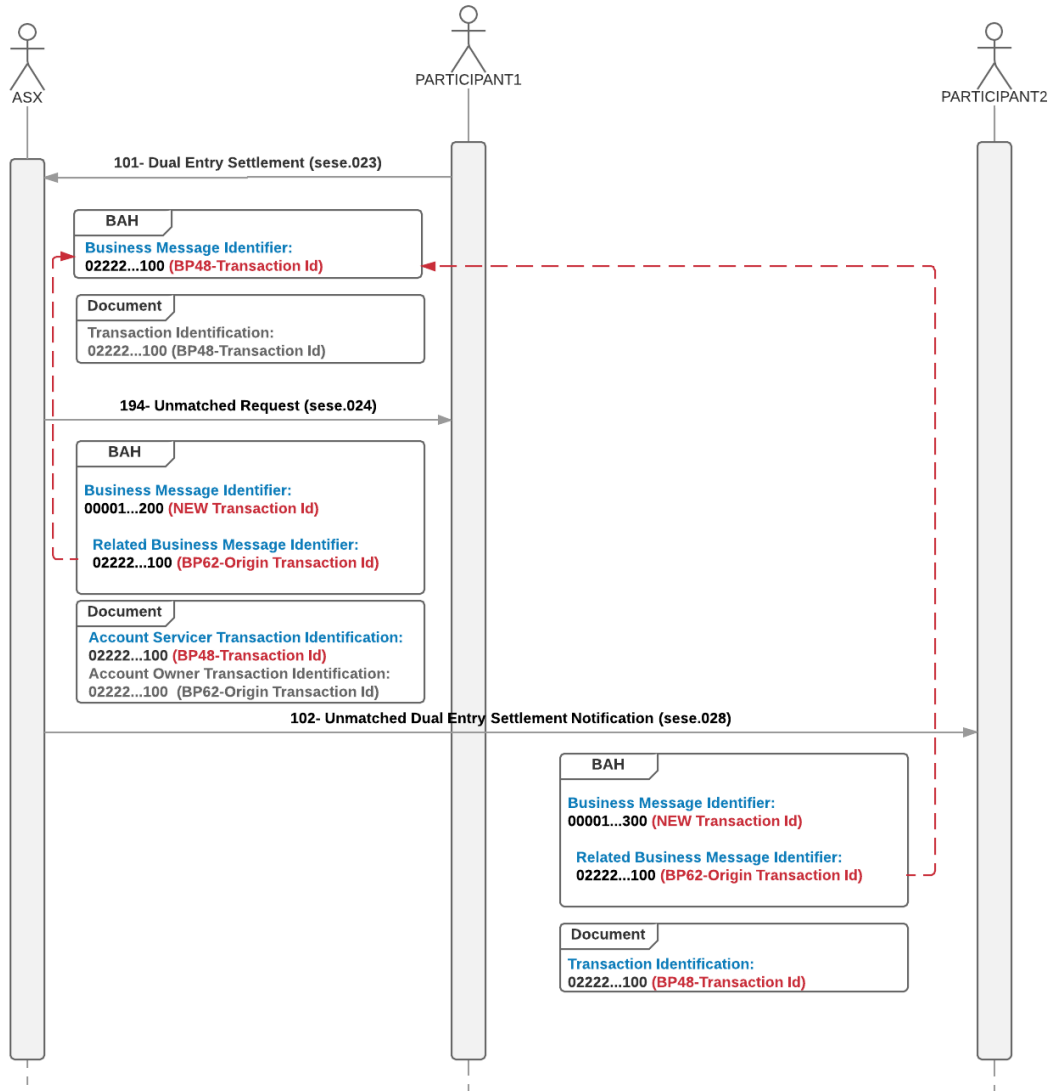 ASX
PARTICIPANT1
PARTICIPANT2
101- Dual Entry Settlement (sese.023)
BAH
Business Message Identifier:
02222...100 (BP48-Transaction Id)
Document
Transaction Identification:
02222...100 (BP48-Transaction Id)
194- Unmatched Request (sese.024)
BAH
Business Message Identifier:
00001...200 (NEW Transaction Id)
Related Business Message Identifier:
02222...100 (BP62-Origin Transaction Id)
Document
Account Servicer Transaction Identification:
02222...100 (BP48-Transaction Id)
Account Owner Transaction Identification:
02222...100 (BP62-Origin Transaction Id)
102- Unmatched Dual Entry Settlement Notification (sese.028)
BAH
Business Message Identifier:
00001...300 (NEW Transaction Id)
Related Business Message Identifier:
02222...100 (BP62-Origin Transaction Id)
Document
Transaction Identification:
02222...100 (BP48-Transaction Id)